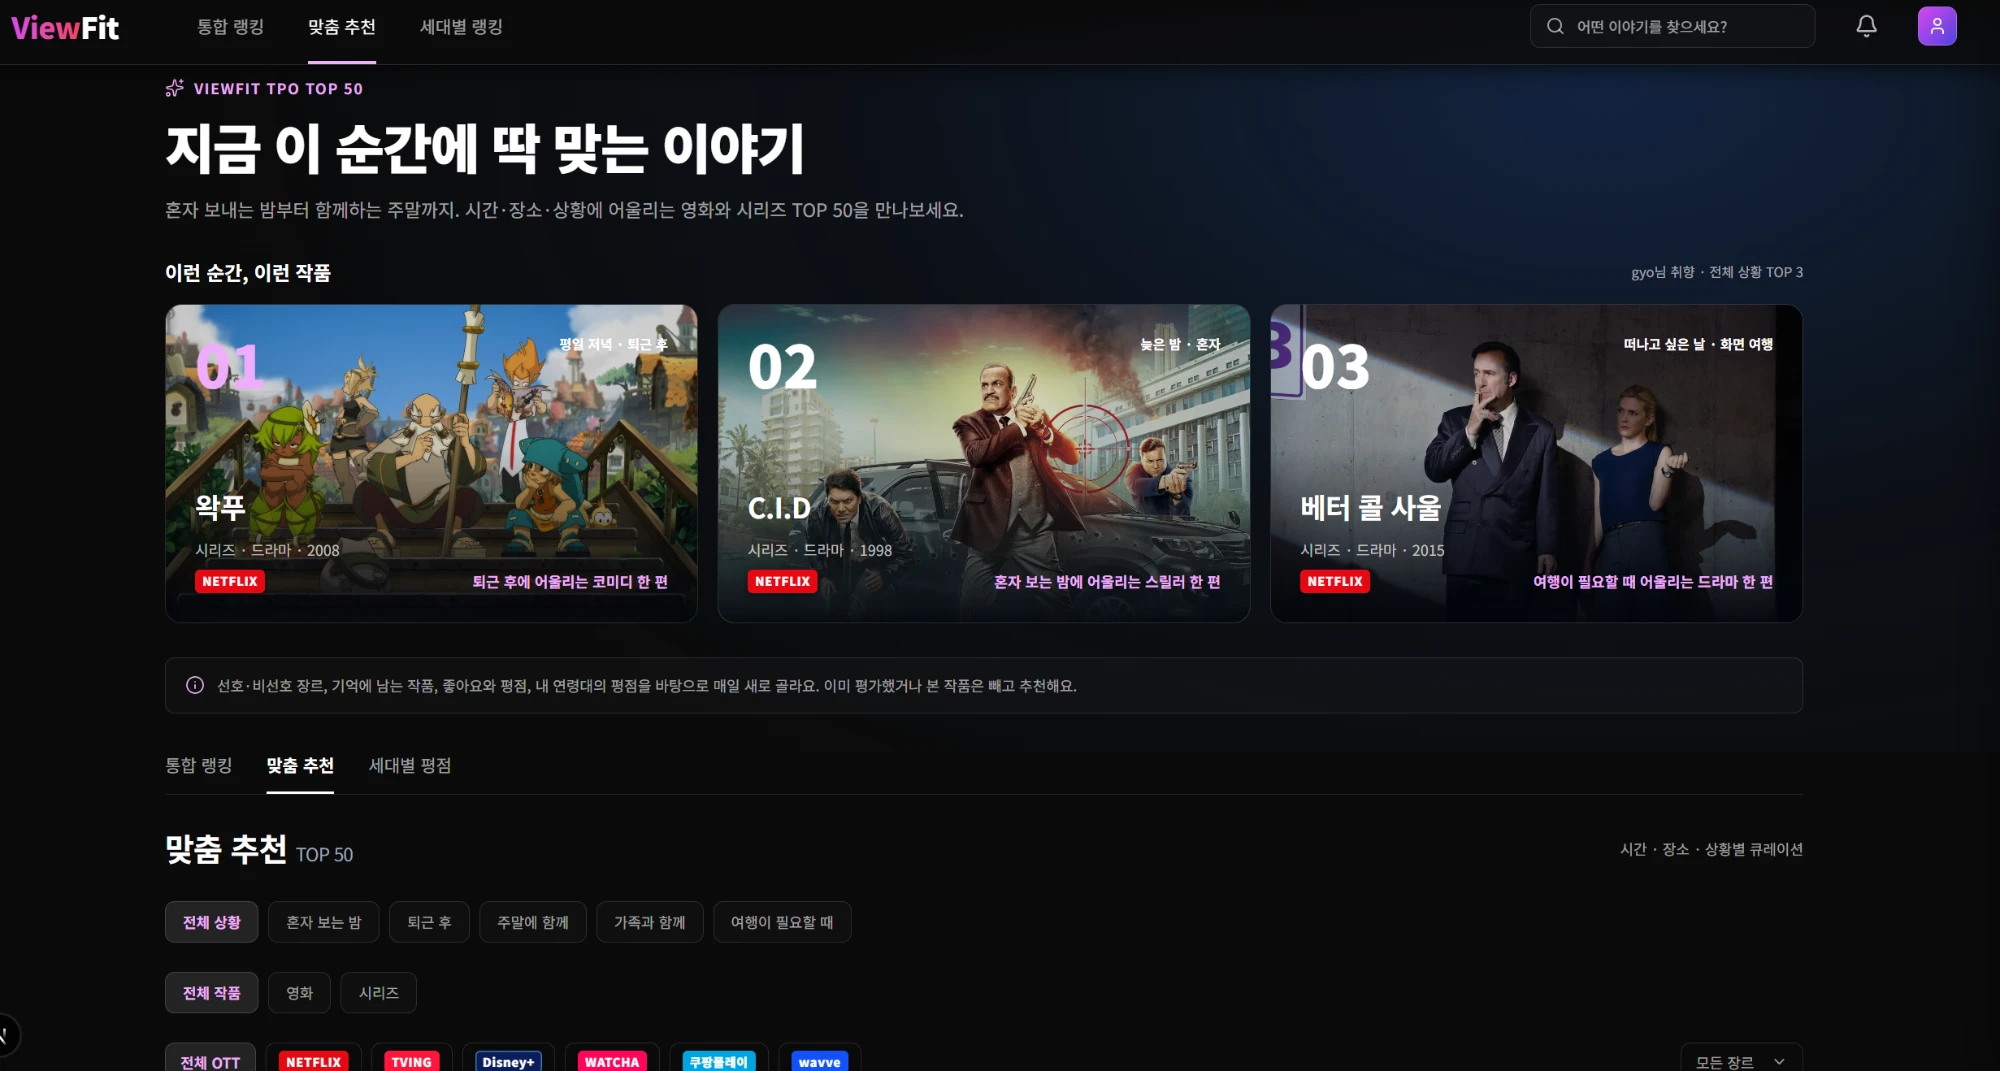 ViewFit
통합 랭킹
맞춤 추천
세대별 랭킹
어떤 이야기를 찾으세요?
VIEWFIT TPO TOP 50
지금 이 순간에 딱 맞는 이야기
혼자 보내는 밤부터 함께하는 주말까지. 시간·장소·상황에 어울리는 영화와 시리즈 TOP 50을 만나보세요.
이런 순간, 이런 작품
gyo님 취향 · 전체 상황 TOP 3
01
평일 저녁 · 퇴근 후
왁푸
시리즈 · 드라마 · 2008
NETFLIX
퇴근 후에 어울리는 코미디 한 편
02
늦은 밤 · 혼자
C.I.D
시리즈 · 드라마 · 1998
NETFLIX
혼자 보는 밤에 어울리는 스릴러 한 편
3
03
떠나고 싶은 날 · 화면 여행
베터 콜 사울
시리즈 · 드라마 · 2015
NETFLIX
여행이 필요할 때 어울리는 드라마 한 편
선호·비선호 장르, 기억에 남는 작품, 좋아요와 평점, 내 연령대의 평점을 바탕으로 매일 새로 골라요. 이미 평가했거나 본 작품은 빼고 추천해요.
통합 랭킹
맞춤 추천
세대별 평점
맞춤 추천 TOP 50
시간 · 장소 · 상황별 큐레이션
전체 상황
혼자 보는 밤
퇴근 후
주말에 함께
가족과 함께
여행이 필요할 때
전체 작품
영화
시리즈
전체 OTT
NETFLIX
TVING
Disney+
WATCHA
쿠팡플레이
wavve
모든 장르